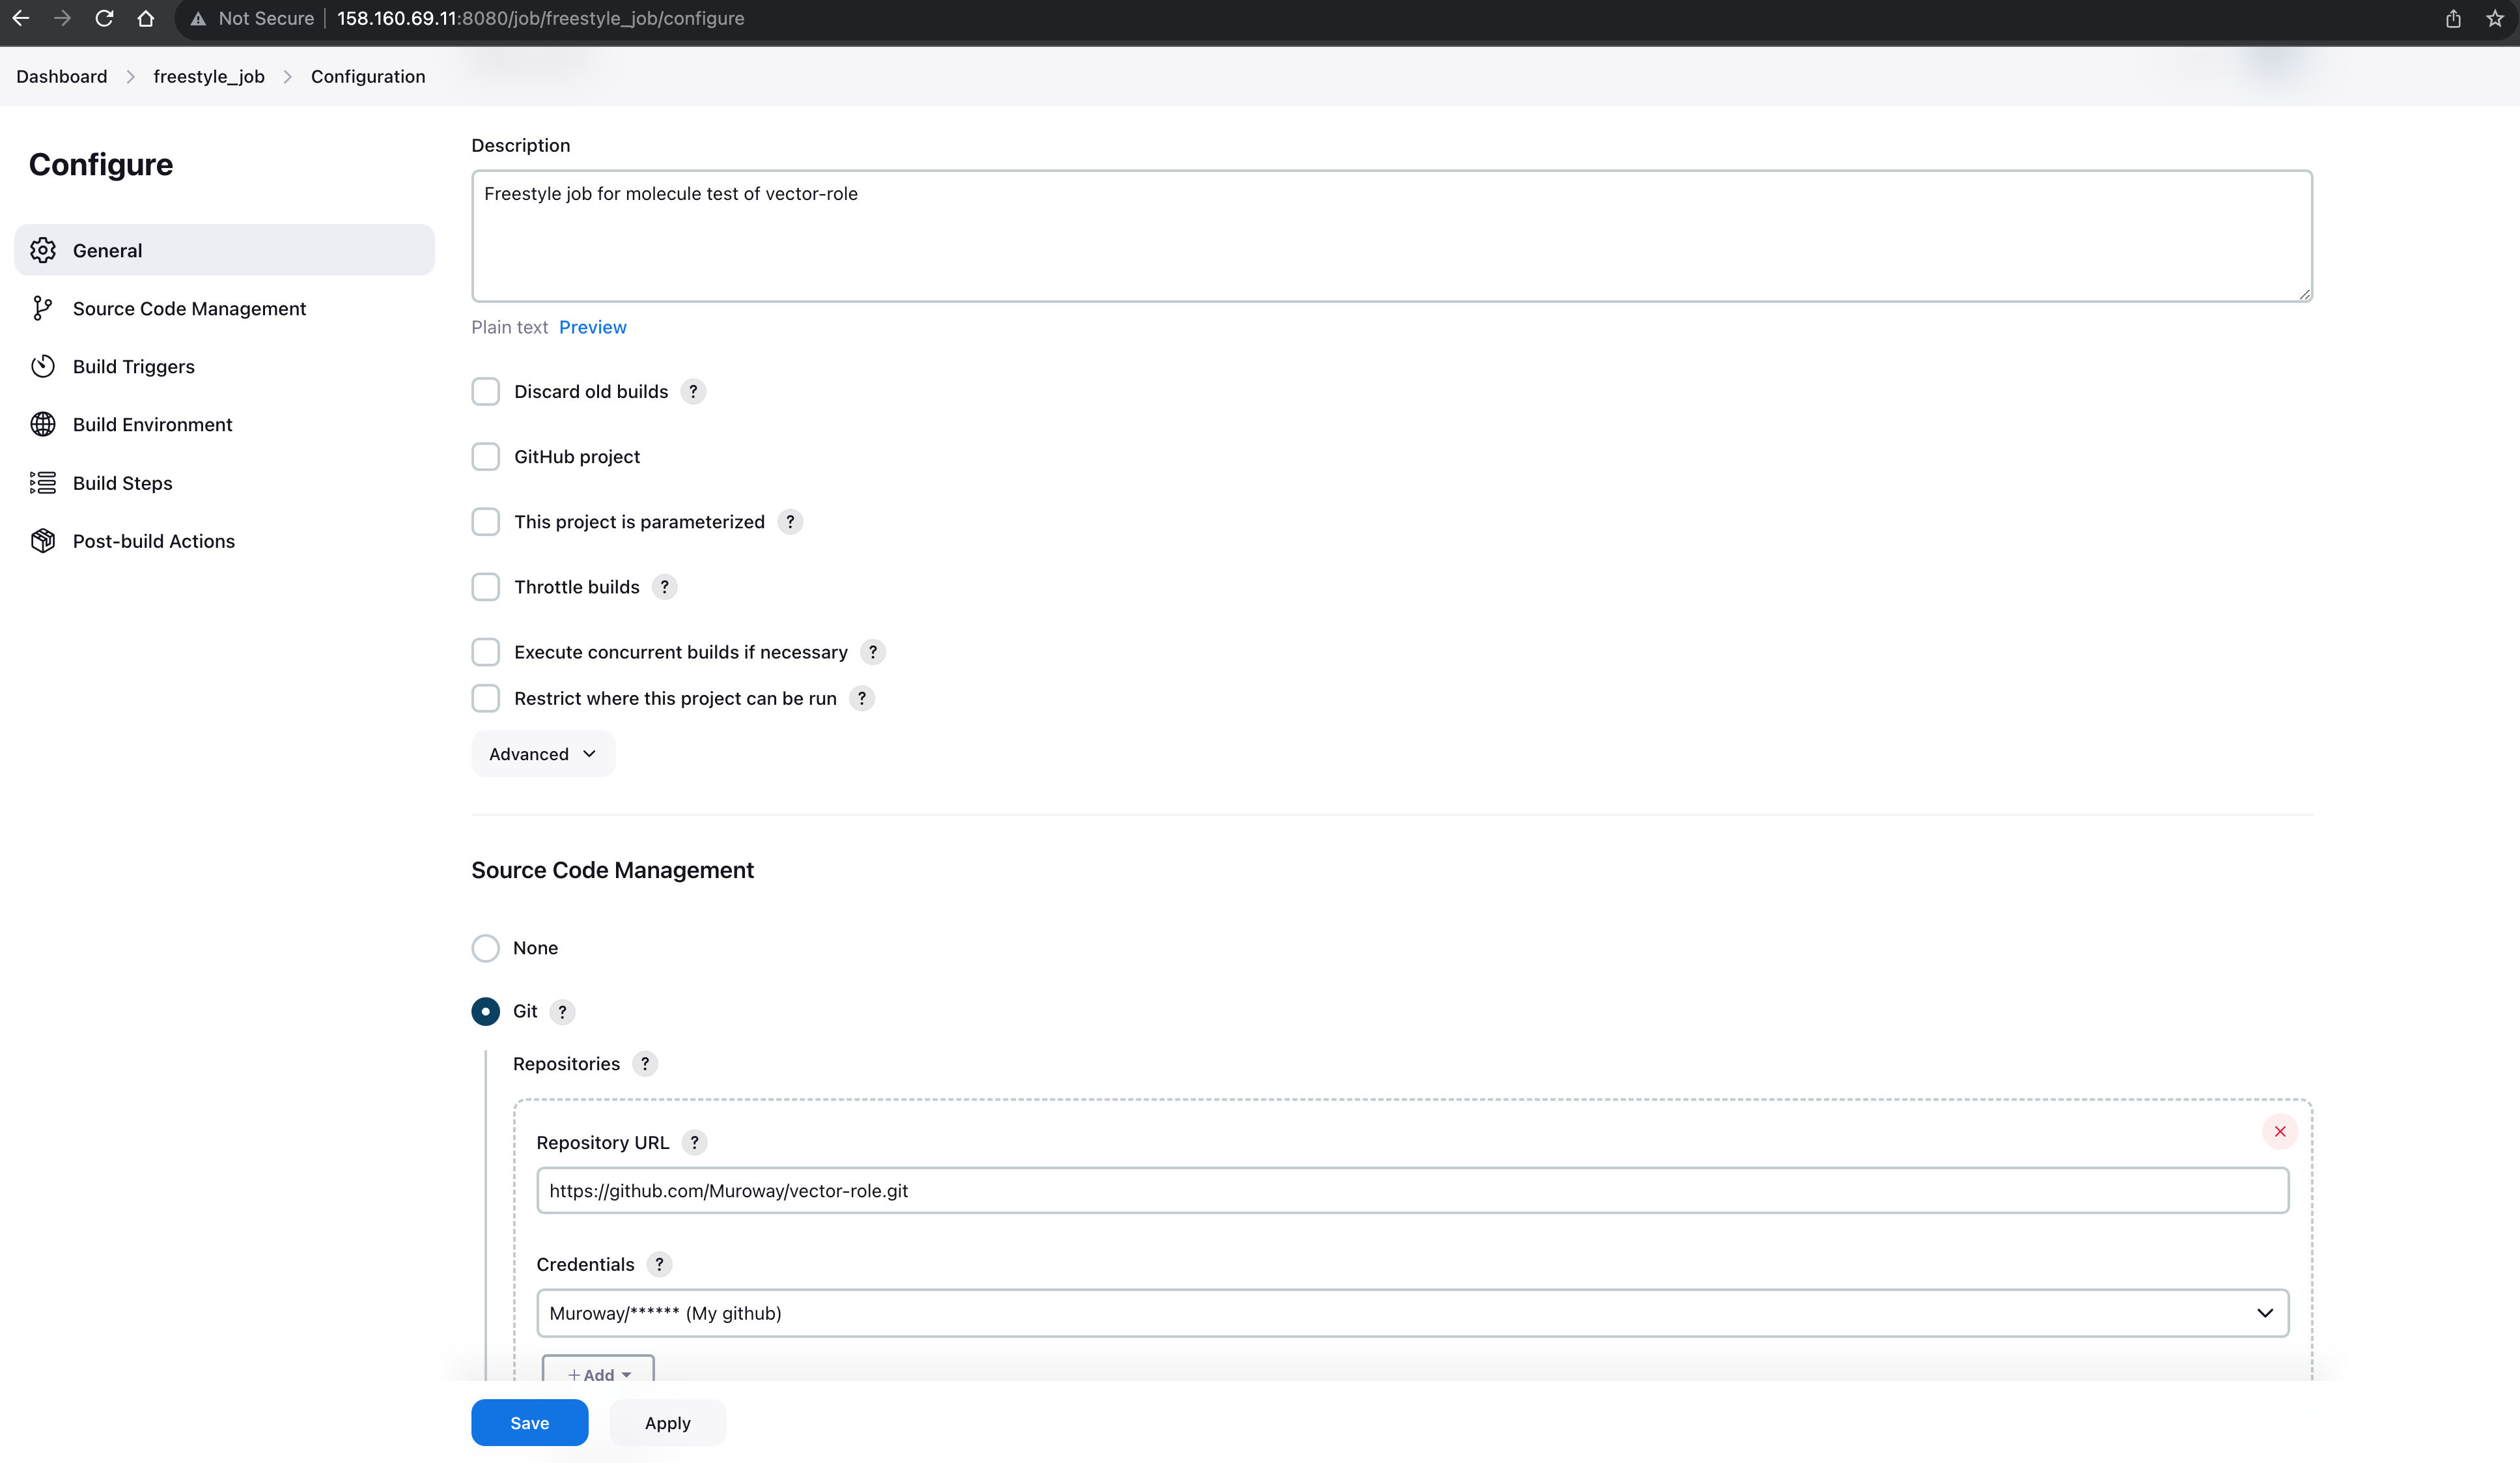 Not Secure 158.160.69.11:8080/job/freestyle_job/configure
Dashboard freestyle_job Configuration
Configure
General
Source Code Management
Build Triggers
Build Environment
Build Steps
Post-build Actions
Description
Freestyle job for molecule test of vector-role
Plain text Preview
Discard old builds ?
GitHub project
This project is parameterized ?
Throttle builds ?
Execute concurrent builds if necessary ?
Restrict where this project can be run ?
Advanced
Source Code Management
None
Git ?
Repositories ?
Repository URL ?
https://github.com/Muroway/vector-role.git
Credentials ?
Muroway/****** (My github)
+ Add
Save Apply